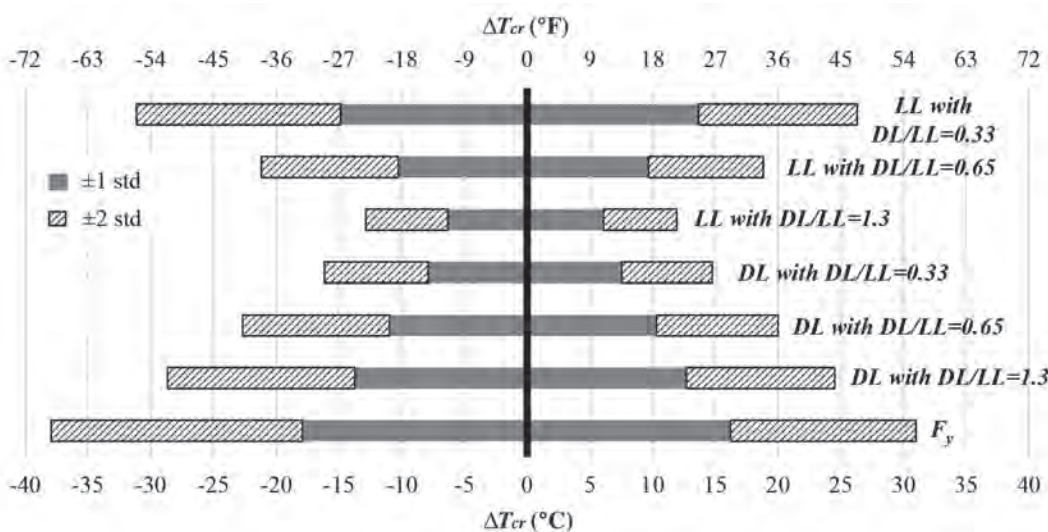 ΔTcr (°F)
-72 -63 -54 -45 -36 -27 -18 -9 0 9 18 27 36 45 54 63 72
LL with
DL/LL=0.33
LL with DL/LL=0.65
±1 std
±2 std
LL with DL/LL=1.3
DL with DL/LL=0.33
DL with DL/LL=0.65
DL with DL/LL=1.3
Fy
-40 -35 -30 -25 -20 -15 -10 -5 0 5 10 15 20 25 30 35 40
ΔTcr (°C)